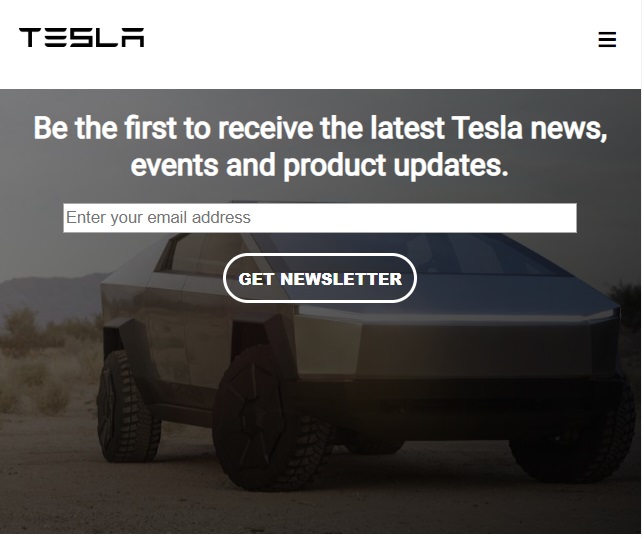 TESLA
Be the first to receive the latest Tesla news,
events and product updates.
Enter your email address
GET NEWSLETTER